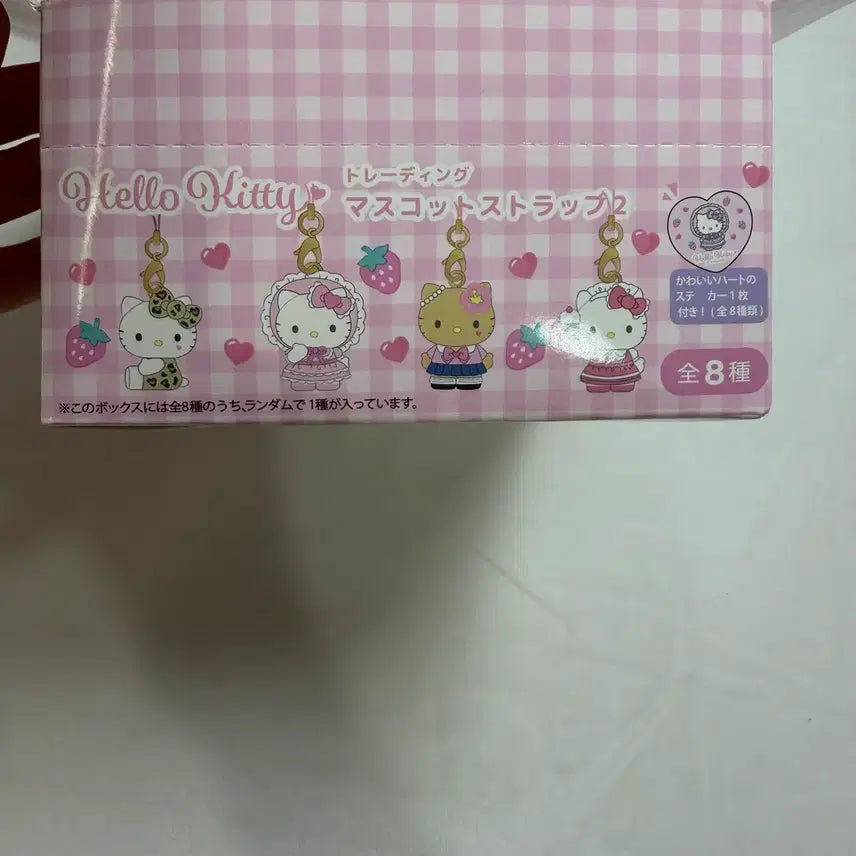 Hello Kitty
トレーディング
マスコットストラップ2
かわいいハートの
ステ カー1枚
付き!(全8種類)
全8種
※このボックスには全8種のうち、ランダムで1種が入っています。